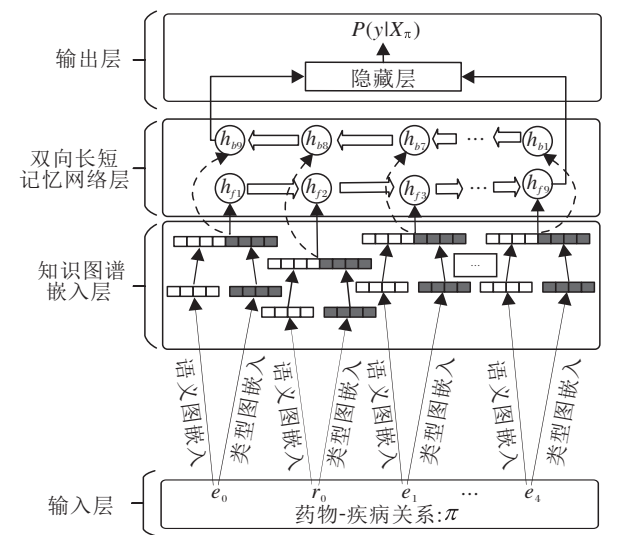 P(y|Xπ)
输出层
隐藏层
hb9 hb8 hb7 … hb1
双向长短
记忆网络层
hf1 hf2 hf3 … hf9
知识图谱
嵌入层
…
语义图嵌入 类型图嵌入 语义图嵌入 类型图嵌入 语义图嵌入 类型图嵌入 语义图嵌入 类型图嵌入
输入层
e0 r0 e1 … e4
药物-疾病关系:π